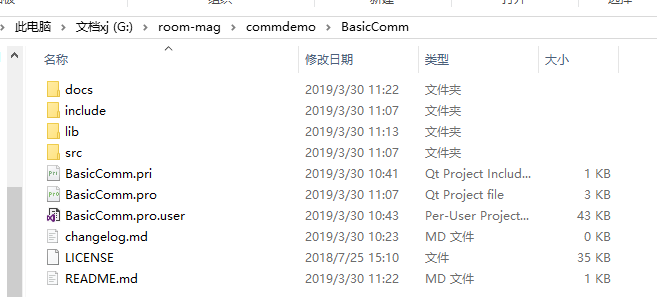 此电脑 › 文档xj (G:) › room-mag › commdemo › BasicComm
名称 修改日期 类型 大小
docs 2019/3/30 11:22 文件夹
include 2019/3/30 11:07 文件夹
lib 2019/3/30 11:13 文件夹
src 2019/3/30 11:07 文件夹
BasicComm.pri 2019/3/30 10:41 Qt Project Includ... 1 KB
BasicComm.pro 2019/3/30 11:07 Qt Project file 3 KB
BasicComm.pro.user 2019/3/30 10:43 Per-User Project... 43 KB
changelog.md 2019/3/30 10:23 MD 文件 0 KB
LICENSE 2018/7/25 15:10 文件 35 KB
README.md 2019/3/30 11:22 MD 文件 1 KB